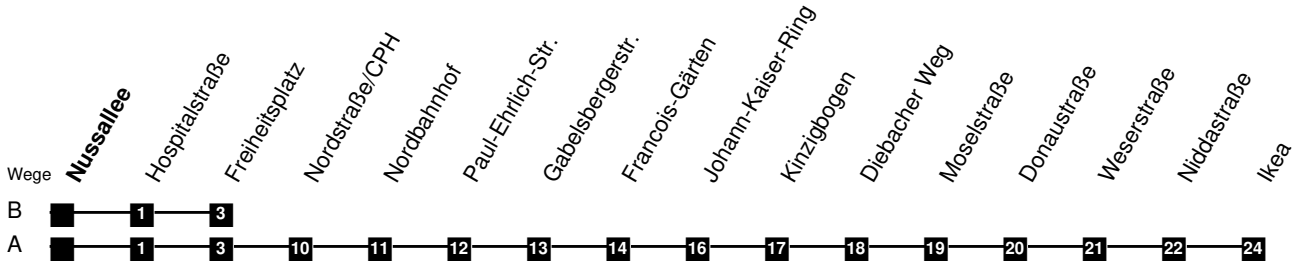 Nussallee
Hospitalstraße
Freiheitsplatz
Nordstraße/CPH
Nordbahnhof
Paul-Ehrlich-Str.
Gabelsbergerstr.
Francois-Gärten
Johann-Kaiser-Ring
Kinzigbogen
Diebacher Weg
Moselstraße
Donaustraße
Weserstraße
Niddastraße
Ikea
Wege
B 1 3
A 1 3 10 11 12 13 14 16 17 18 19 20 21 22 24